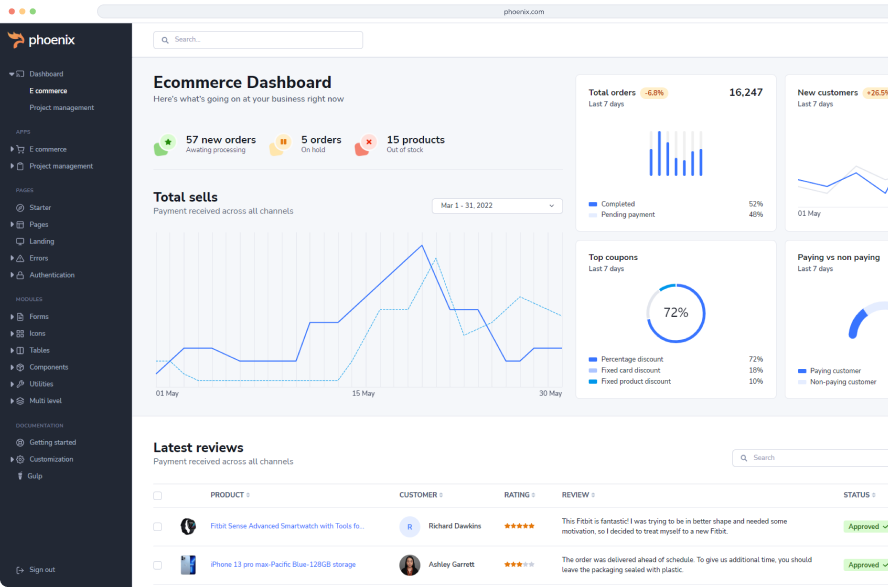 phoenix.com
phoenix
Search...
Dashboard
E commerce
Project management
APPS
E commerce
Project management
PAGES
Starter
Pages
Landing
Errors
Authentication
MODULES
Forms
Icons
Tables
Components
Utilities
Multi level
DOCUMENTATION
Getting started
Customization
Gulp
Sign out
Ecommerce Dashboard
Here's what's going on at your business right now
57 new orders
Awating processing
5 orders
On hold
15 products
Out of stock
Total sells
Payment received across all channels
Mar 1 - 31, 2022
01 May
15 May
30 May
Total orders -6.8% 16,247
Last 7 days
Completed 52%
Pending payment 48%
New customers +26.5%
Last 7 days
01 May
Top coupons
Last 7 days
72%
Percentage discount 72%
Fixed card discount 18%
Fixed product discount 10%
Paying vs non paying
Last 7 days
Paying customer
Non-paying customer
Latest reviews
Payment received across all channels
Search
PRODUCT CUSTOMER RATING REVIEW STATUS
Fitbit Sense Advanced Smartwatch with Tools fo...
R
Richard Dawkins
This Fitbit is fantastic! I was trying to be in better shape and needed some
motivation, so I decided to treat myself to a new Fitbit.
Approved
iPhone 13 pro max-Pacific Blue-128GB storage
Ashley Garrett
The order was delivered ahead of schedule. To give us additional time, you should
leave the packaging sealed with plastic.
Approved